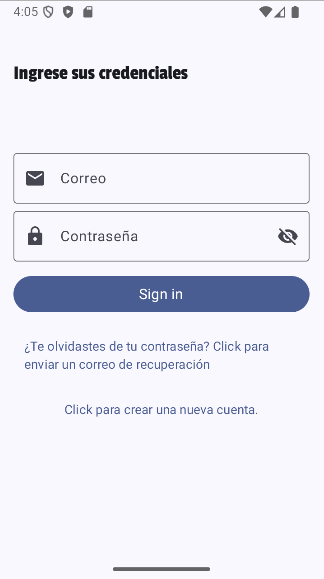 4:05
Ingrese sus credenciales
Correo
Contraseña
Sign in
¿Te olvidastes de tu contraseña? Click para
enviar un correo de recuperación
Click para crear una nueva cuenta.